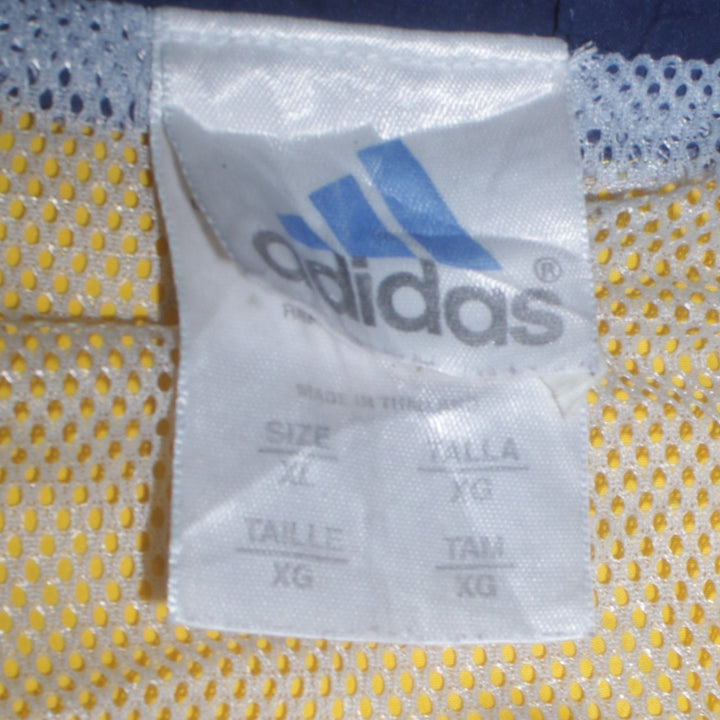 adidas®
MADE IN THAILAND
SIZE
XL
TALLA
XG
TAILLE
XG
TAM
XG